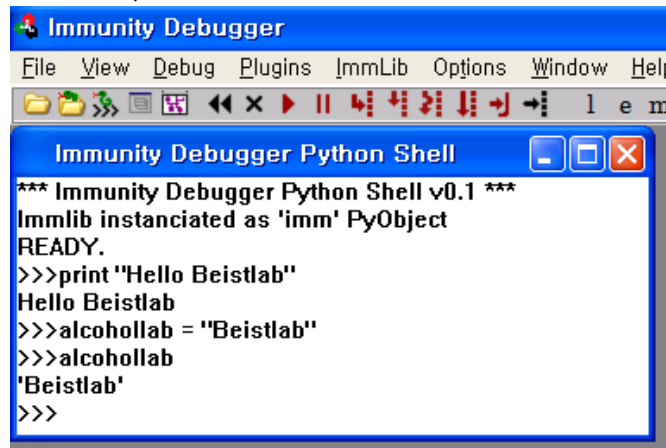 Immunity Debugger
File View Debug Plugins ImmLib Options Window Help
l e m
Immunity Debugger Python Shell
*** Immunity Debugger Python Shell v0.1 ***
Immlib instanciated as 'imm' PyObject
READY.
>>>print "Hello Beistlab"
Hello Beistlab
>>>alcohollab = "Beistlab"
>>>alcohollab
'Beistlab'
>>>